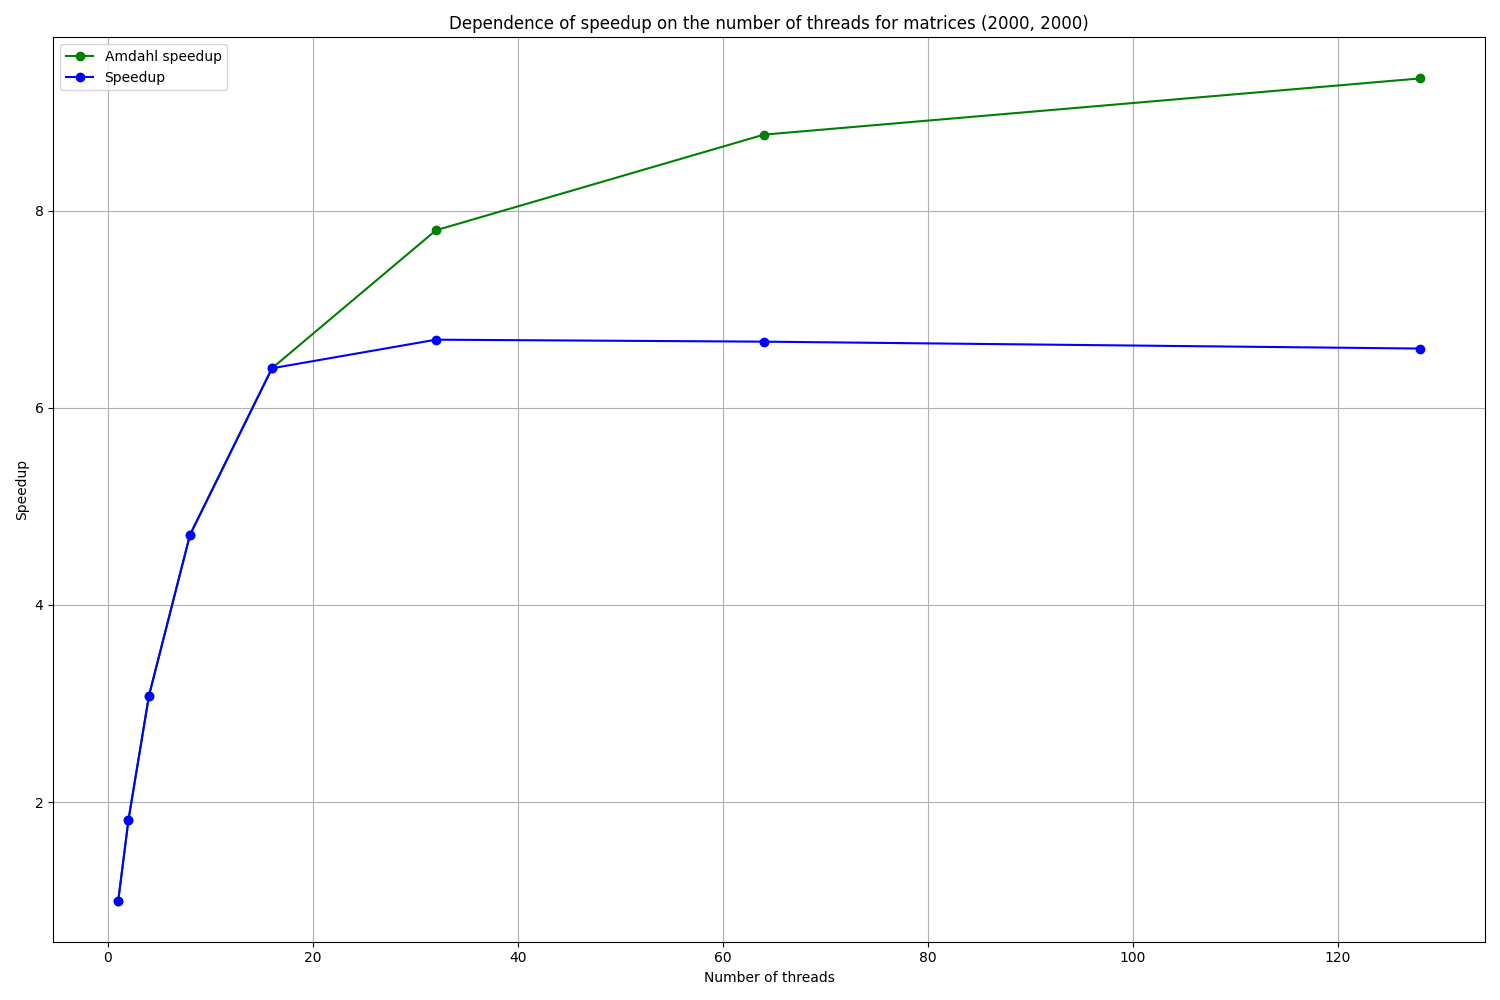 Dependence of speedup on the number of threads for matrices (2000, 2000)
Amdahl speedup
Speedup
8
6
4
2
Speedup
0 20 40 60 80 100 120
Number of threads